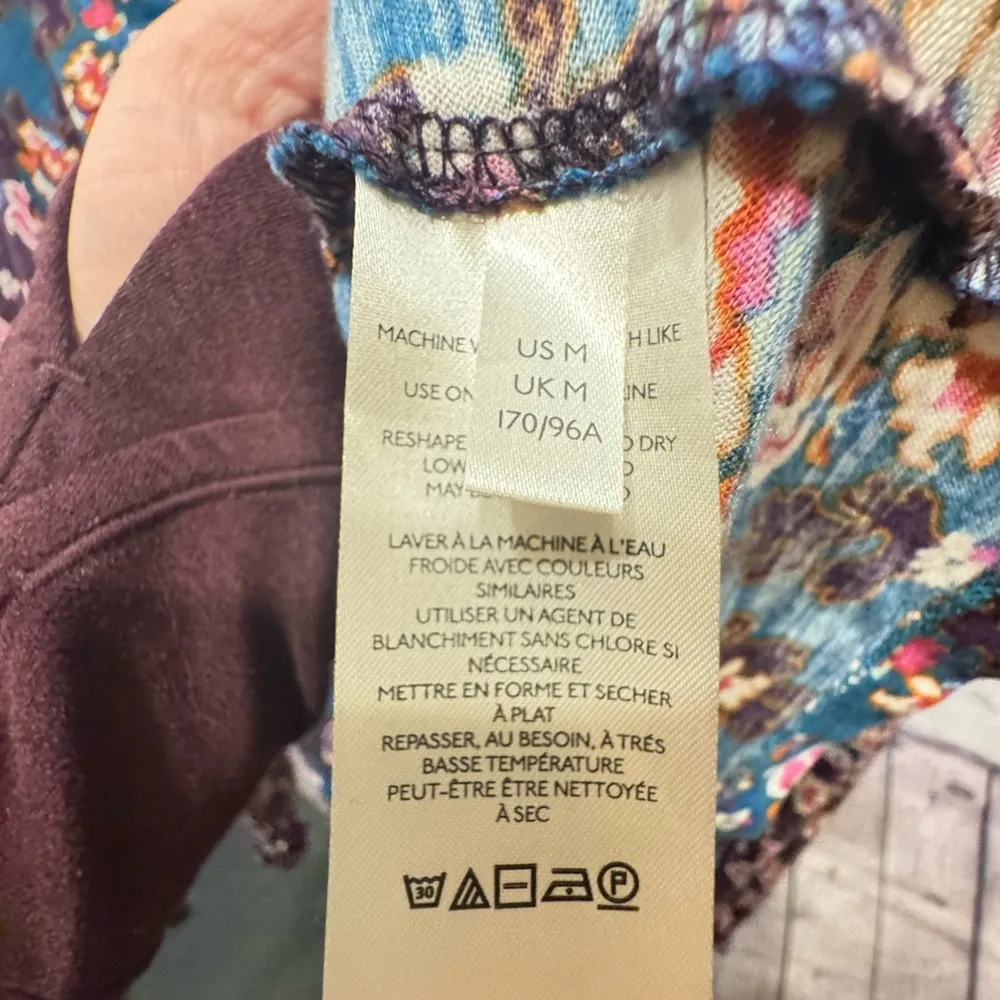 US M
UK M
170/96A
MACHINE H LIKE
USE
RESHAPE DRY
LOW
MAY
LAVER À LA MACHINE À L'EAU
FROIDE AVEC COULEURS
SIMILAIRES
UTILISER UN AGENT DE
BLANCHIMENT SANS CHLORE SI
NÉCESSAIRE
METTRE EN FORME ET SECHER
À PLAT
REPASSER, AU BESOIN, À TRÉS
BASSE TEMPÉRATURE
PEUT-ÊTRE ÊTRE NETTOYÉE
À SEC
30 P